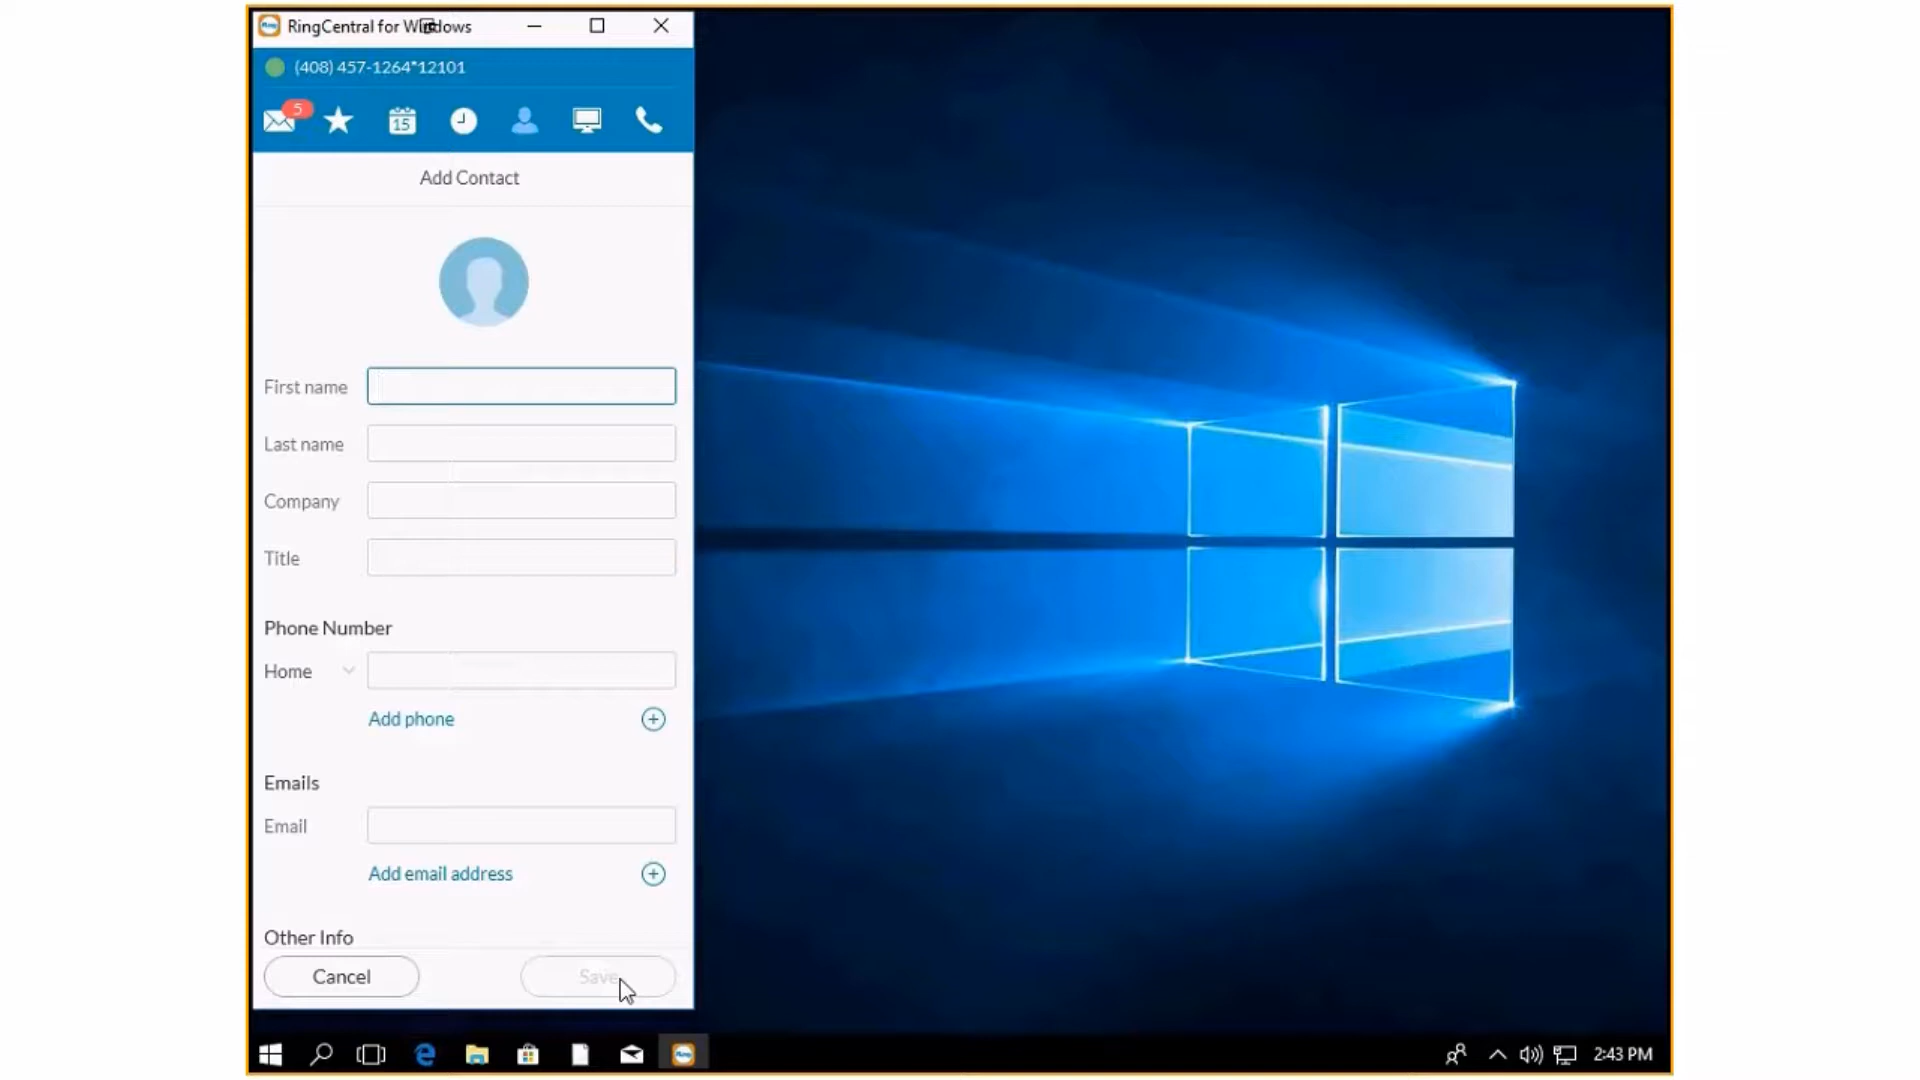 RingCentral for Windows
(408) 457-1264*12101
5
15
Add Contact
First name
Last name
Company
Title
Phone Number
Home
Add phone
Emails
Email
Add email address
Other Info
Cancel
Save
2:43 PM